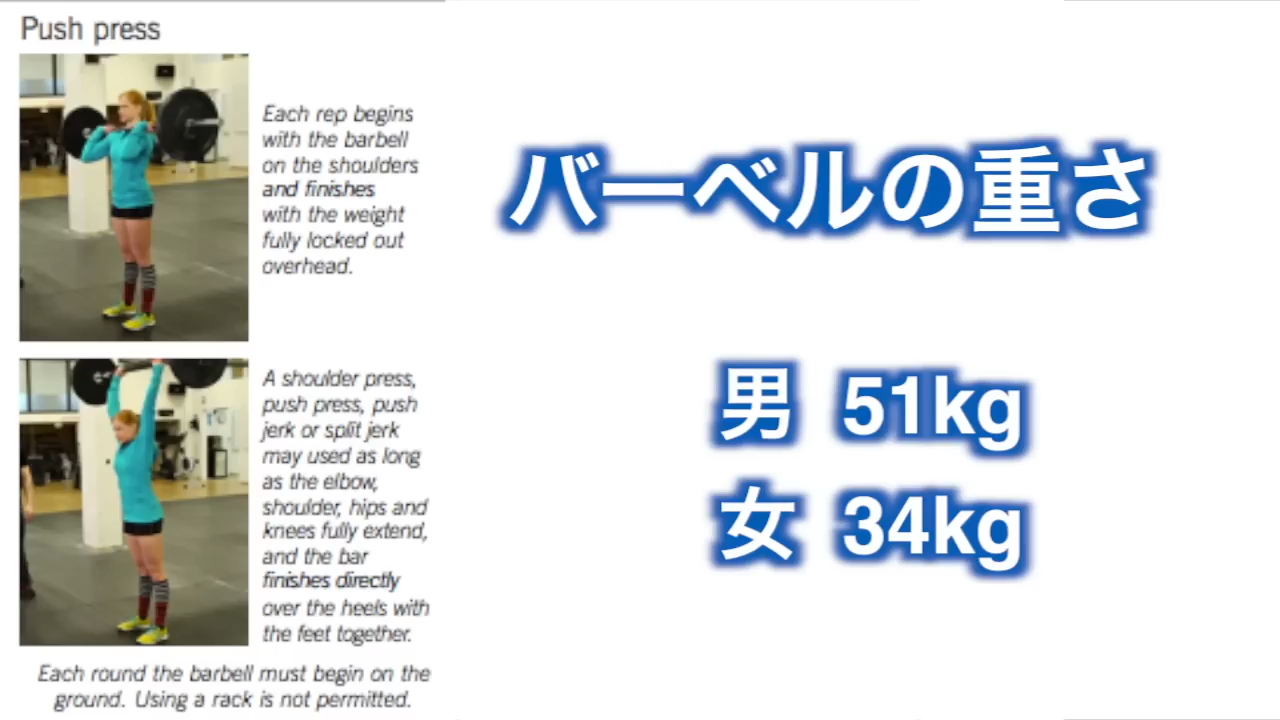 Push press
Each rep begins
with the barbell
on the shoulders
and finishes
with the weight
fully locked out
overhead.
A shoulder press,
push press, push
jerk or split jerk
may used as long
as the elbow,
shoulder, hips and
knees fully extend,
and the bar
finishes directly
over the heels with
the feet together.
Each round the barbell must begin on the
ground. Using a rack is not permitted.
バーベルの重さ
男 51kg
女 34kg